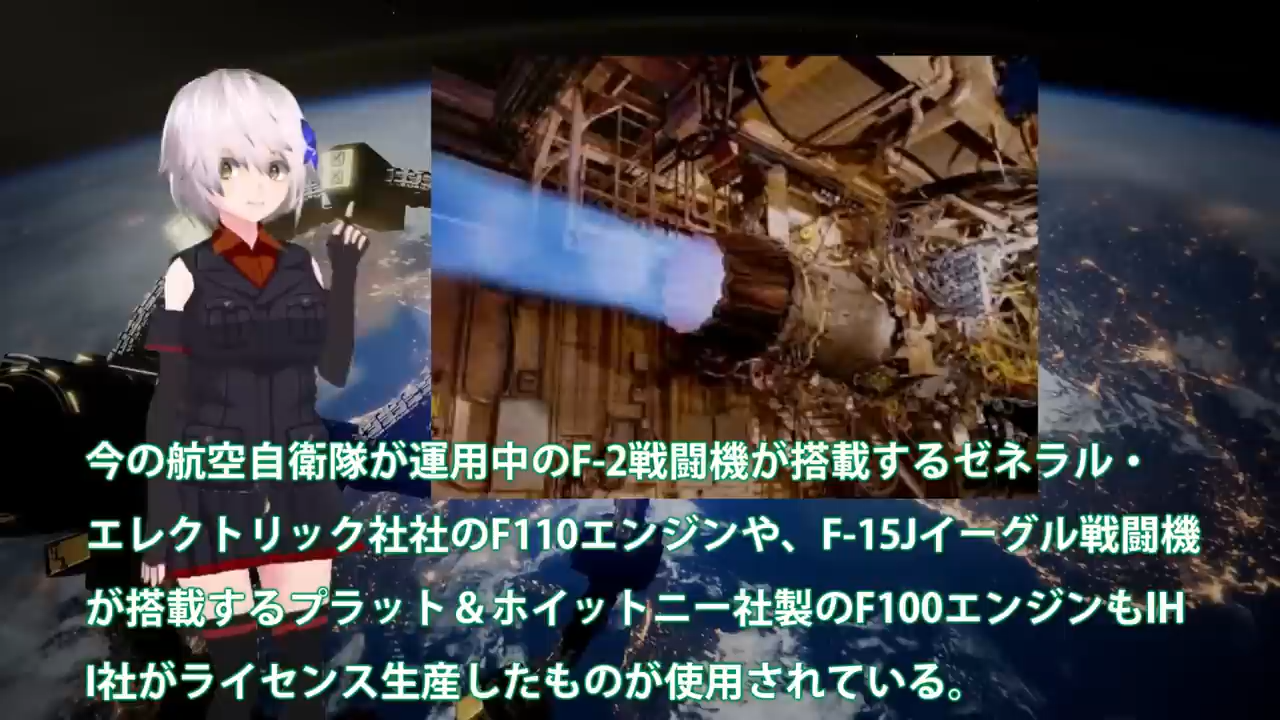 今の航空自衛隊が運用中のF-2戦闘機が搭載するゼネラル・
エレクトリック社社のF110エンジンや、F-15Jイーグル戦闘機
が搭載するプラット＆ホイットニー社製のF100エンジンもIH
I社がライセンス生産したものが使用されている。